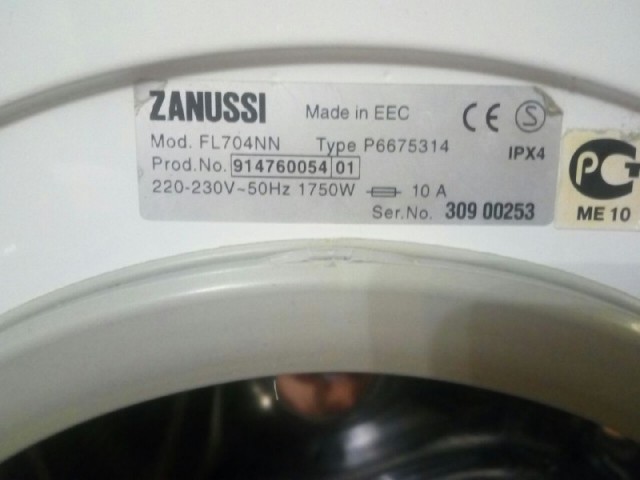 ZANUSSI Made in EEC CE S
Mod. FL704NN Type P6675314
IPX4
Prod.No. 914760054 01
220-230V~50Hz 1750W 10 A
Ser.No. 309 00253
PG
ME 10